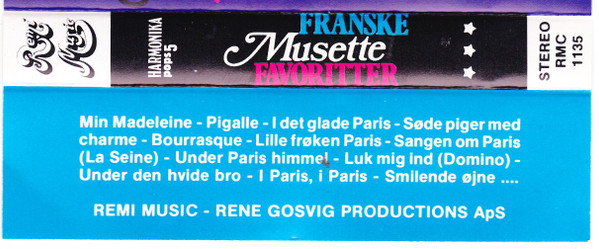 Remi Music
HARMONIKA
pops 5
FRANSKE
Musette
FAVORITTER
STEREO
RMC
1135
Min Madeleine - Pigalle - I det glade Paris - Søde piger med
charme - Bourrasque - Lille frøken Paris - Sangen om Paris
(La Seine) - Under Paris himmel - Luk mig ind (Domino) -
Under den hvide bro - I Paris, i Paris - Smilende øjne ....
REMI MUSIC - RENE GOSVIG PRODUCTIONS ApS